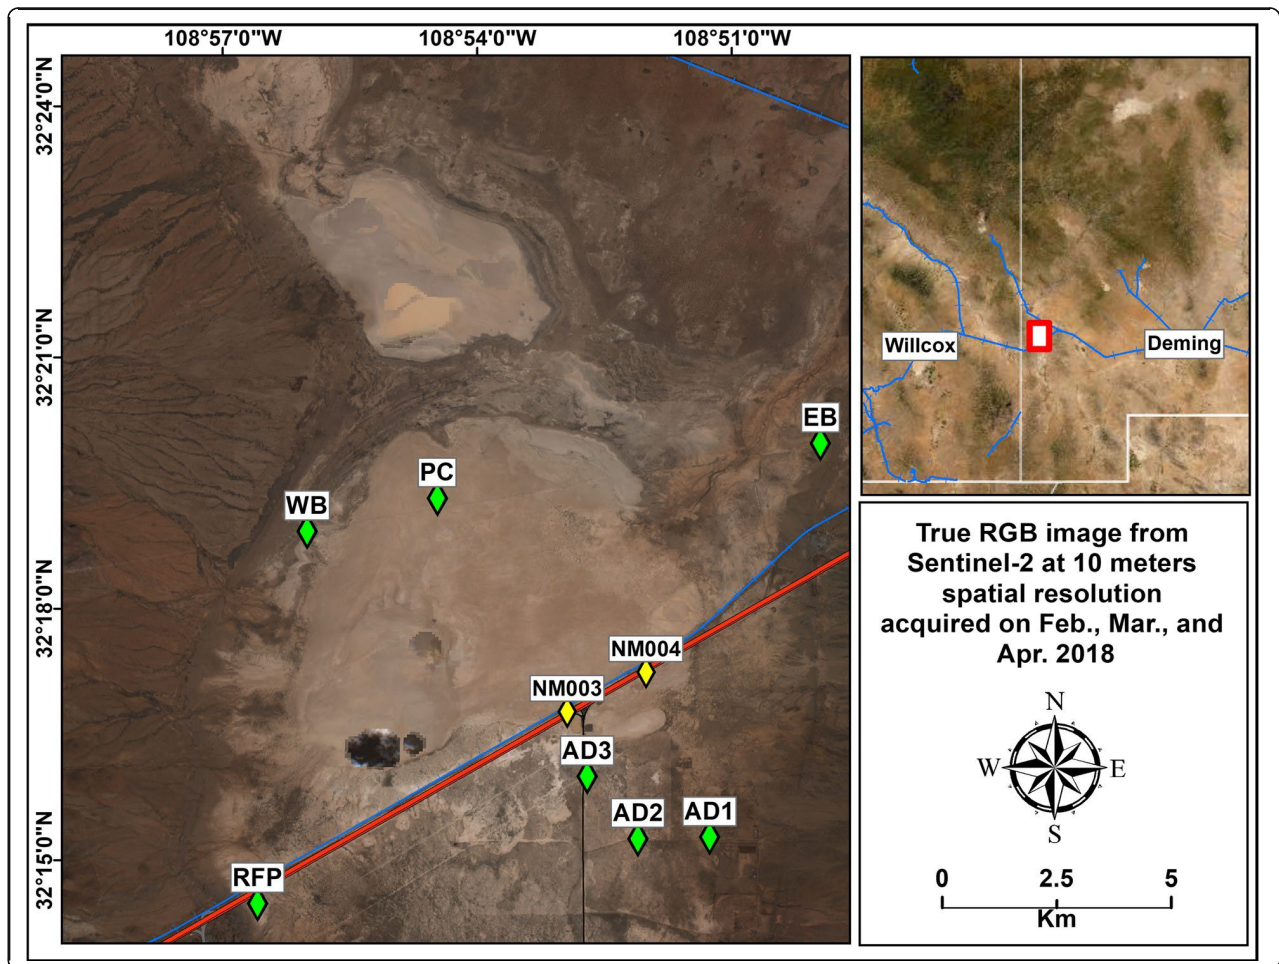 108°57'0"W
108°54'0"W
108°51'0"W
32°24'0"N
32°21'0"N
32°18'0"N
32°15'0"N
EB
PC
WB
NM004
NM003
AD3
AD2
AD1
RFP
Willcox
Deming
True RGB image from
Sentinel-2 at 10 meters
spatial resolution
acquired on Feb., Mar., and
Apr. 2018
N
W
E
S
0
2.5
5
Km